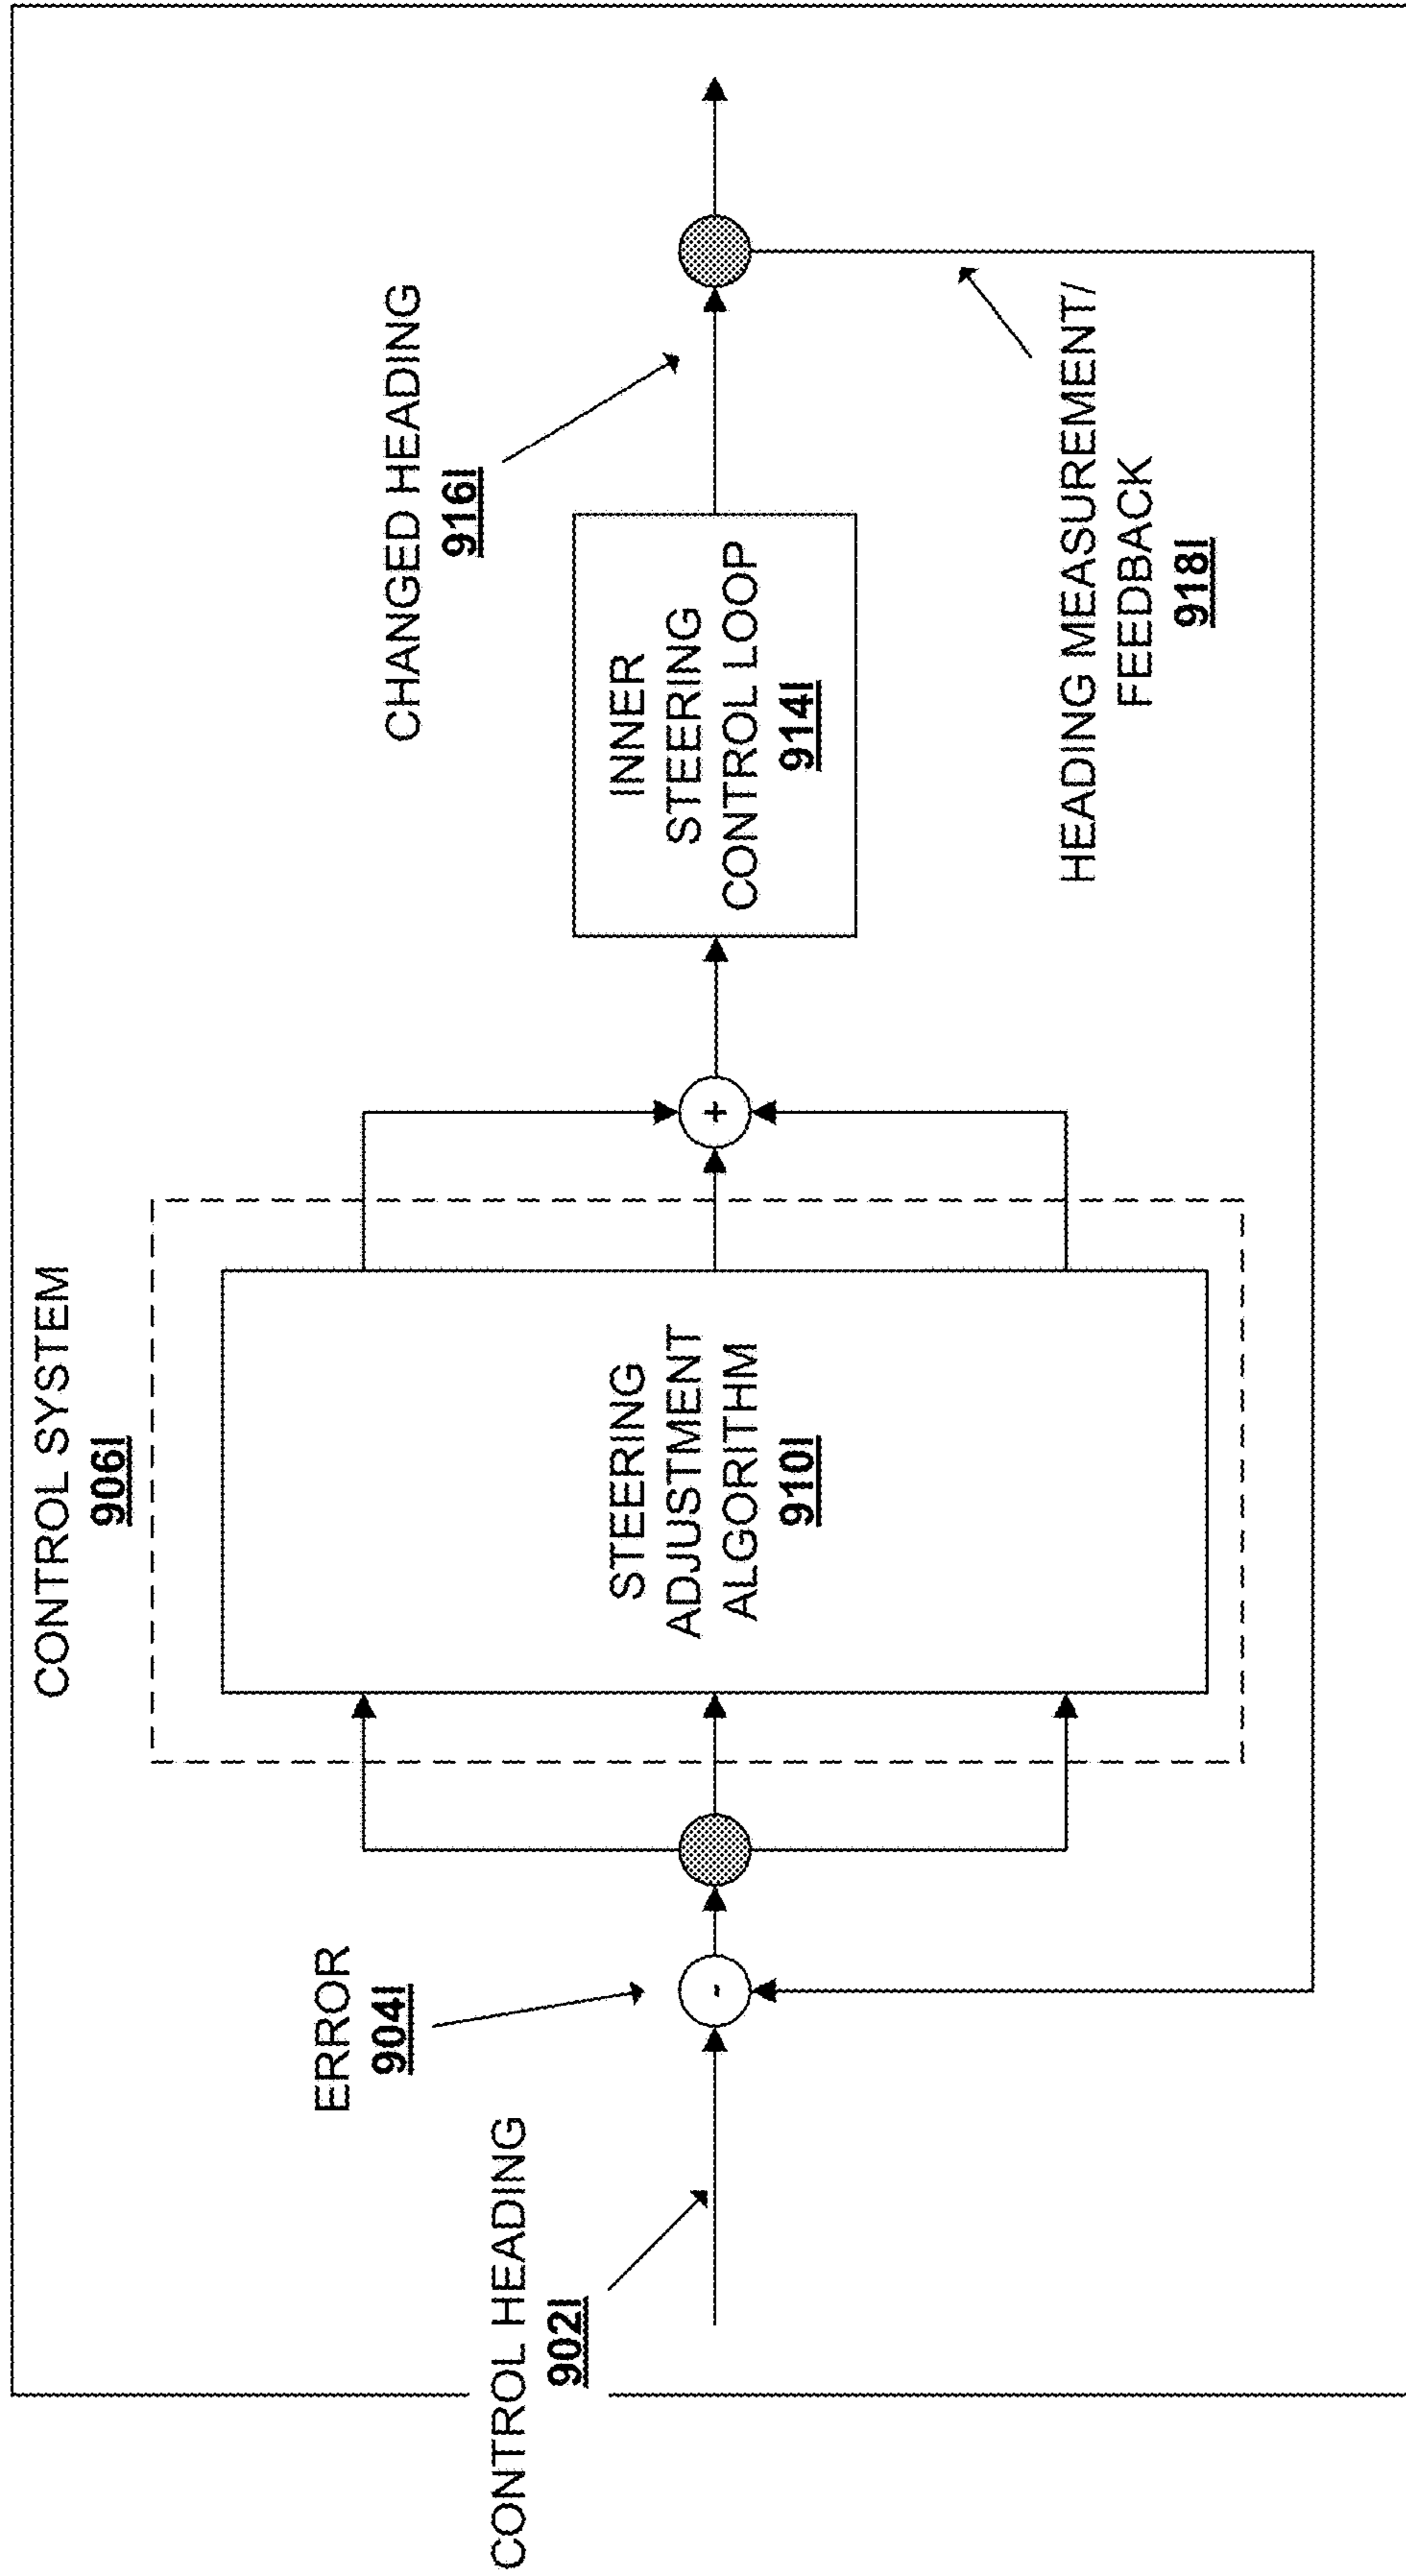 CONTROL HEADING
902I
ERROR
904I
-
CONTROL SYSTEM
906I
STEERING
ADJUSTMENT
ALGORITHM
910I
+
INNER
STEERING
CONTROL LOOP
914I
CHANGED HEADING
916I
HEADING MEASUREMENT/
FEEDBACK
918I